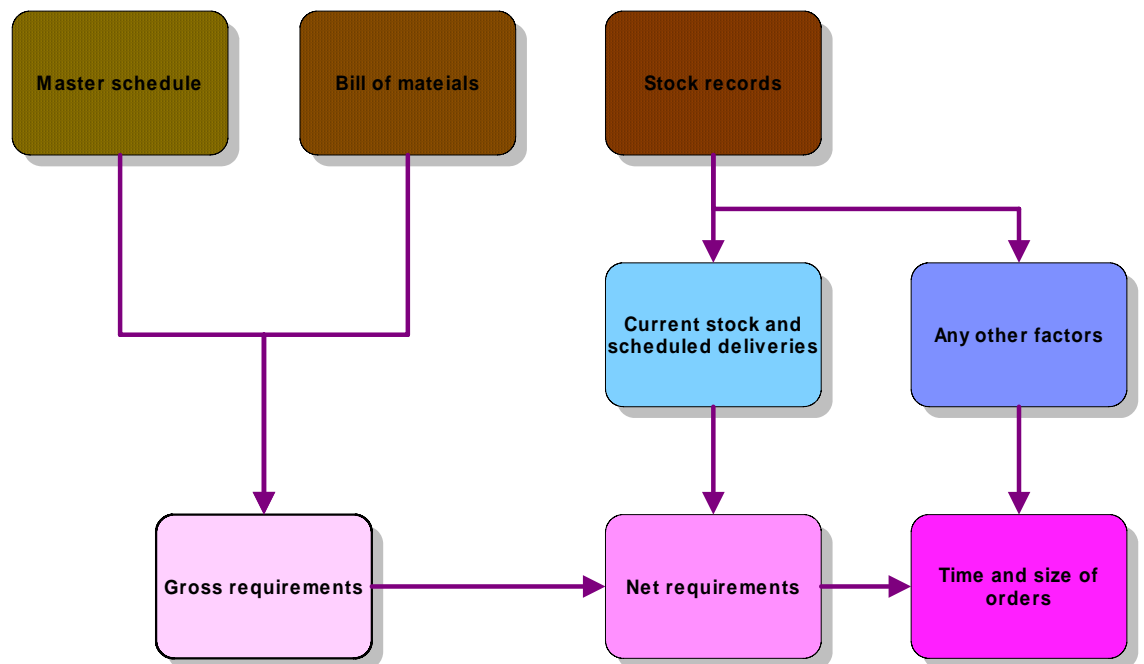 Master schedule
Bill of mateials
Stock records
Current stock and
scheduled deliveries
Any other factors
Gross requirements
Net requirements
Time and size of
orders